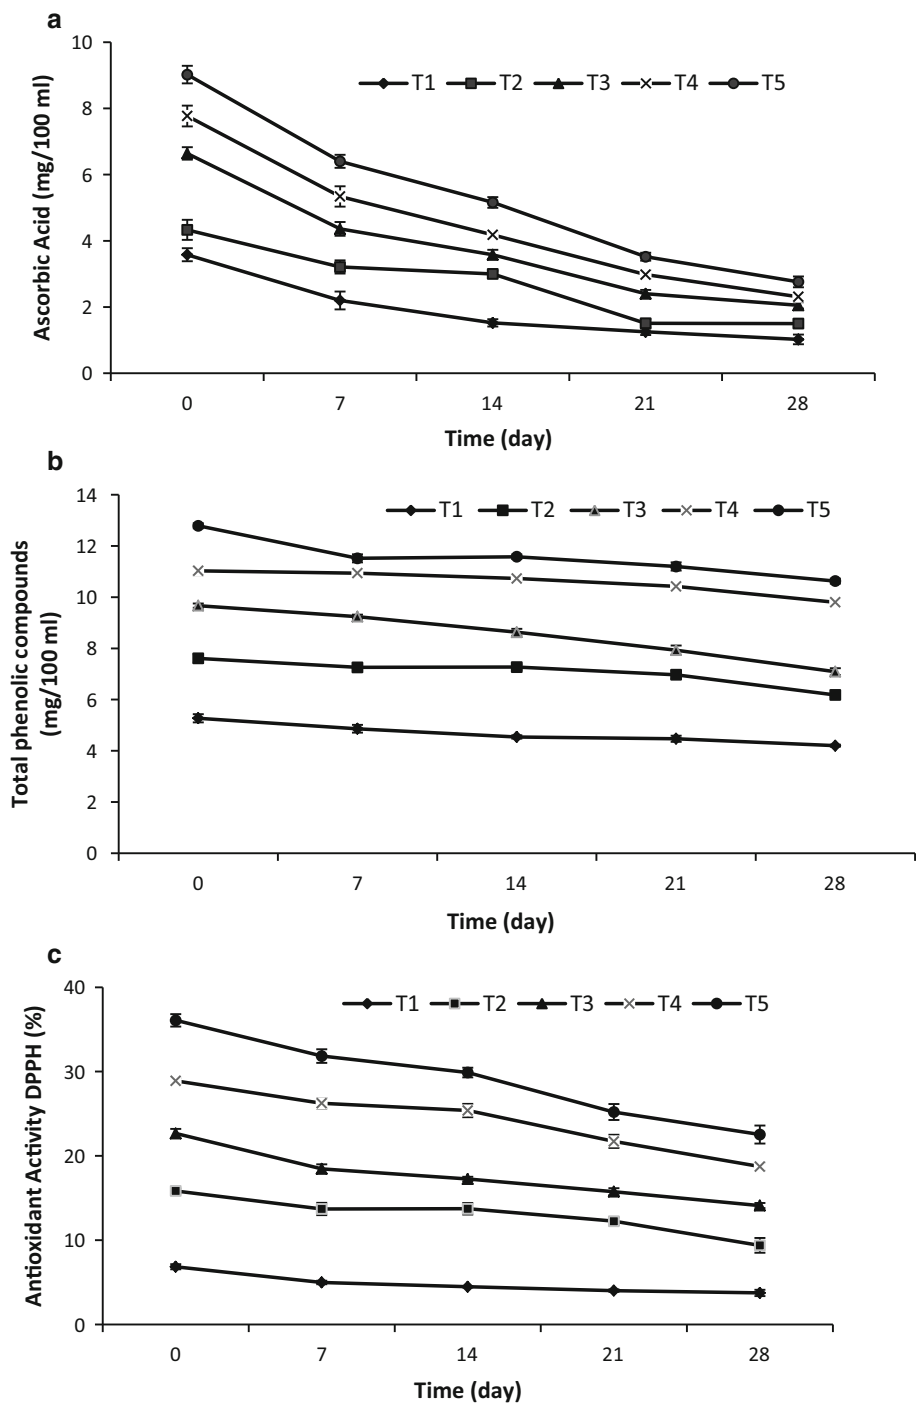 a
T1 T2 T3 T4 T5
Ascorbic Acid (mg/100 ml)
10
8
6
4
2
0
0 7 14 21 28
Time (day)
b
T1 T2 T3 T4 T5
Total phenolic compounds
(mg/100 ml)
14
12
10
8
6
4
2
0
0 7 14 21 28
Time (day)
c
T1 T2 T3 T4 T5
Antioxidant Activity DPPH (%)
40
30
20
10
0
0 7 14 21 28
Time (day)